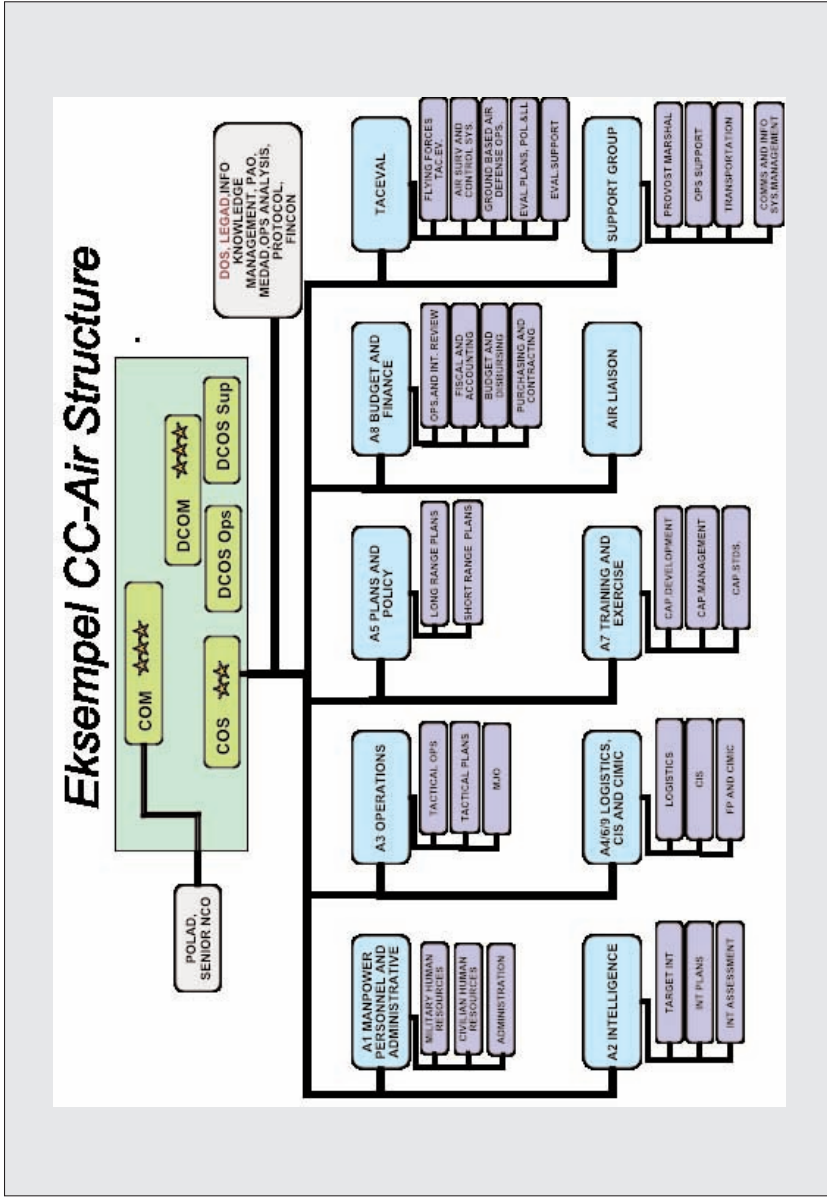 Eksempel CC-Air Structure
COM
DCOM
COS
DCOS Ops
DCOS Sup
POLAD,
SENIOR NCO
DOS, LEGAD,INFO
KNOWLEDGE
MANAGEMENT, PAO,
MEDAD,OPS ANALYSIS,
PROTOCOL,
FINCON
A1 MANPOWER
PERSONNEL AND
ADMINISTRATIVE
MILITARY HUMAN
RESOURCES
CIVILIAN HUMAN
RESOURCES
ADMINISTRATION
A3 OPERATIONS
TACTICAL OPS
TACTICAL PLANS
MJO
A5 PLANS AND
POLICY
LONG RANGE PLANS
SHORT RANGE PLANS
A8 BUDGET AND
FINANCE
OPS.AND INT. REVIEW
FISCAL AND
ACCOUNTING
BUDGET AND
DISBURSING
PURCHASING AND
CONTRACTING
TACEVAL
FLYING FORCES
TAC.EV.
AIR SURV AND
CONTROL SYS.
GROUND BASED AIR
DEFENSE OPS.
EVAL.PLANS, POL &LL
EVAL.SUPPORT
A2 INTELLIGENCE
TARGET INT
INT PLANS
INT ASSESSMENT
A4/6/9 LOGISTICS,
CIS AND CIMIC
LOGISTICS
CIS
FP AND CIMIC
A7 TRAINING AND
EXERCISE
CAP.DEVELOPMENT
CAP.MANAGEMENT
CAP.STDS.
AIR LIAISON
SUPPORT GROUP
PROVOST MARSHAL
OPS SUPPORT
TRANSPORTATION
COMMS AND INFO
SYS.MANAGEMENT